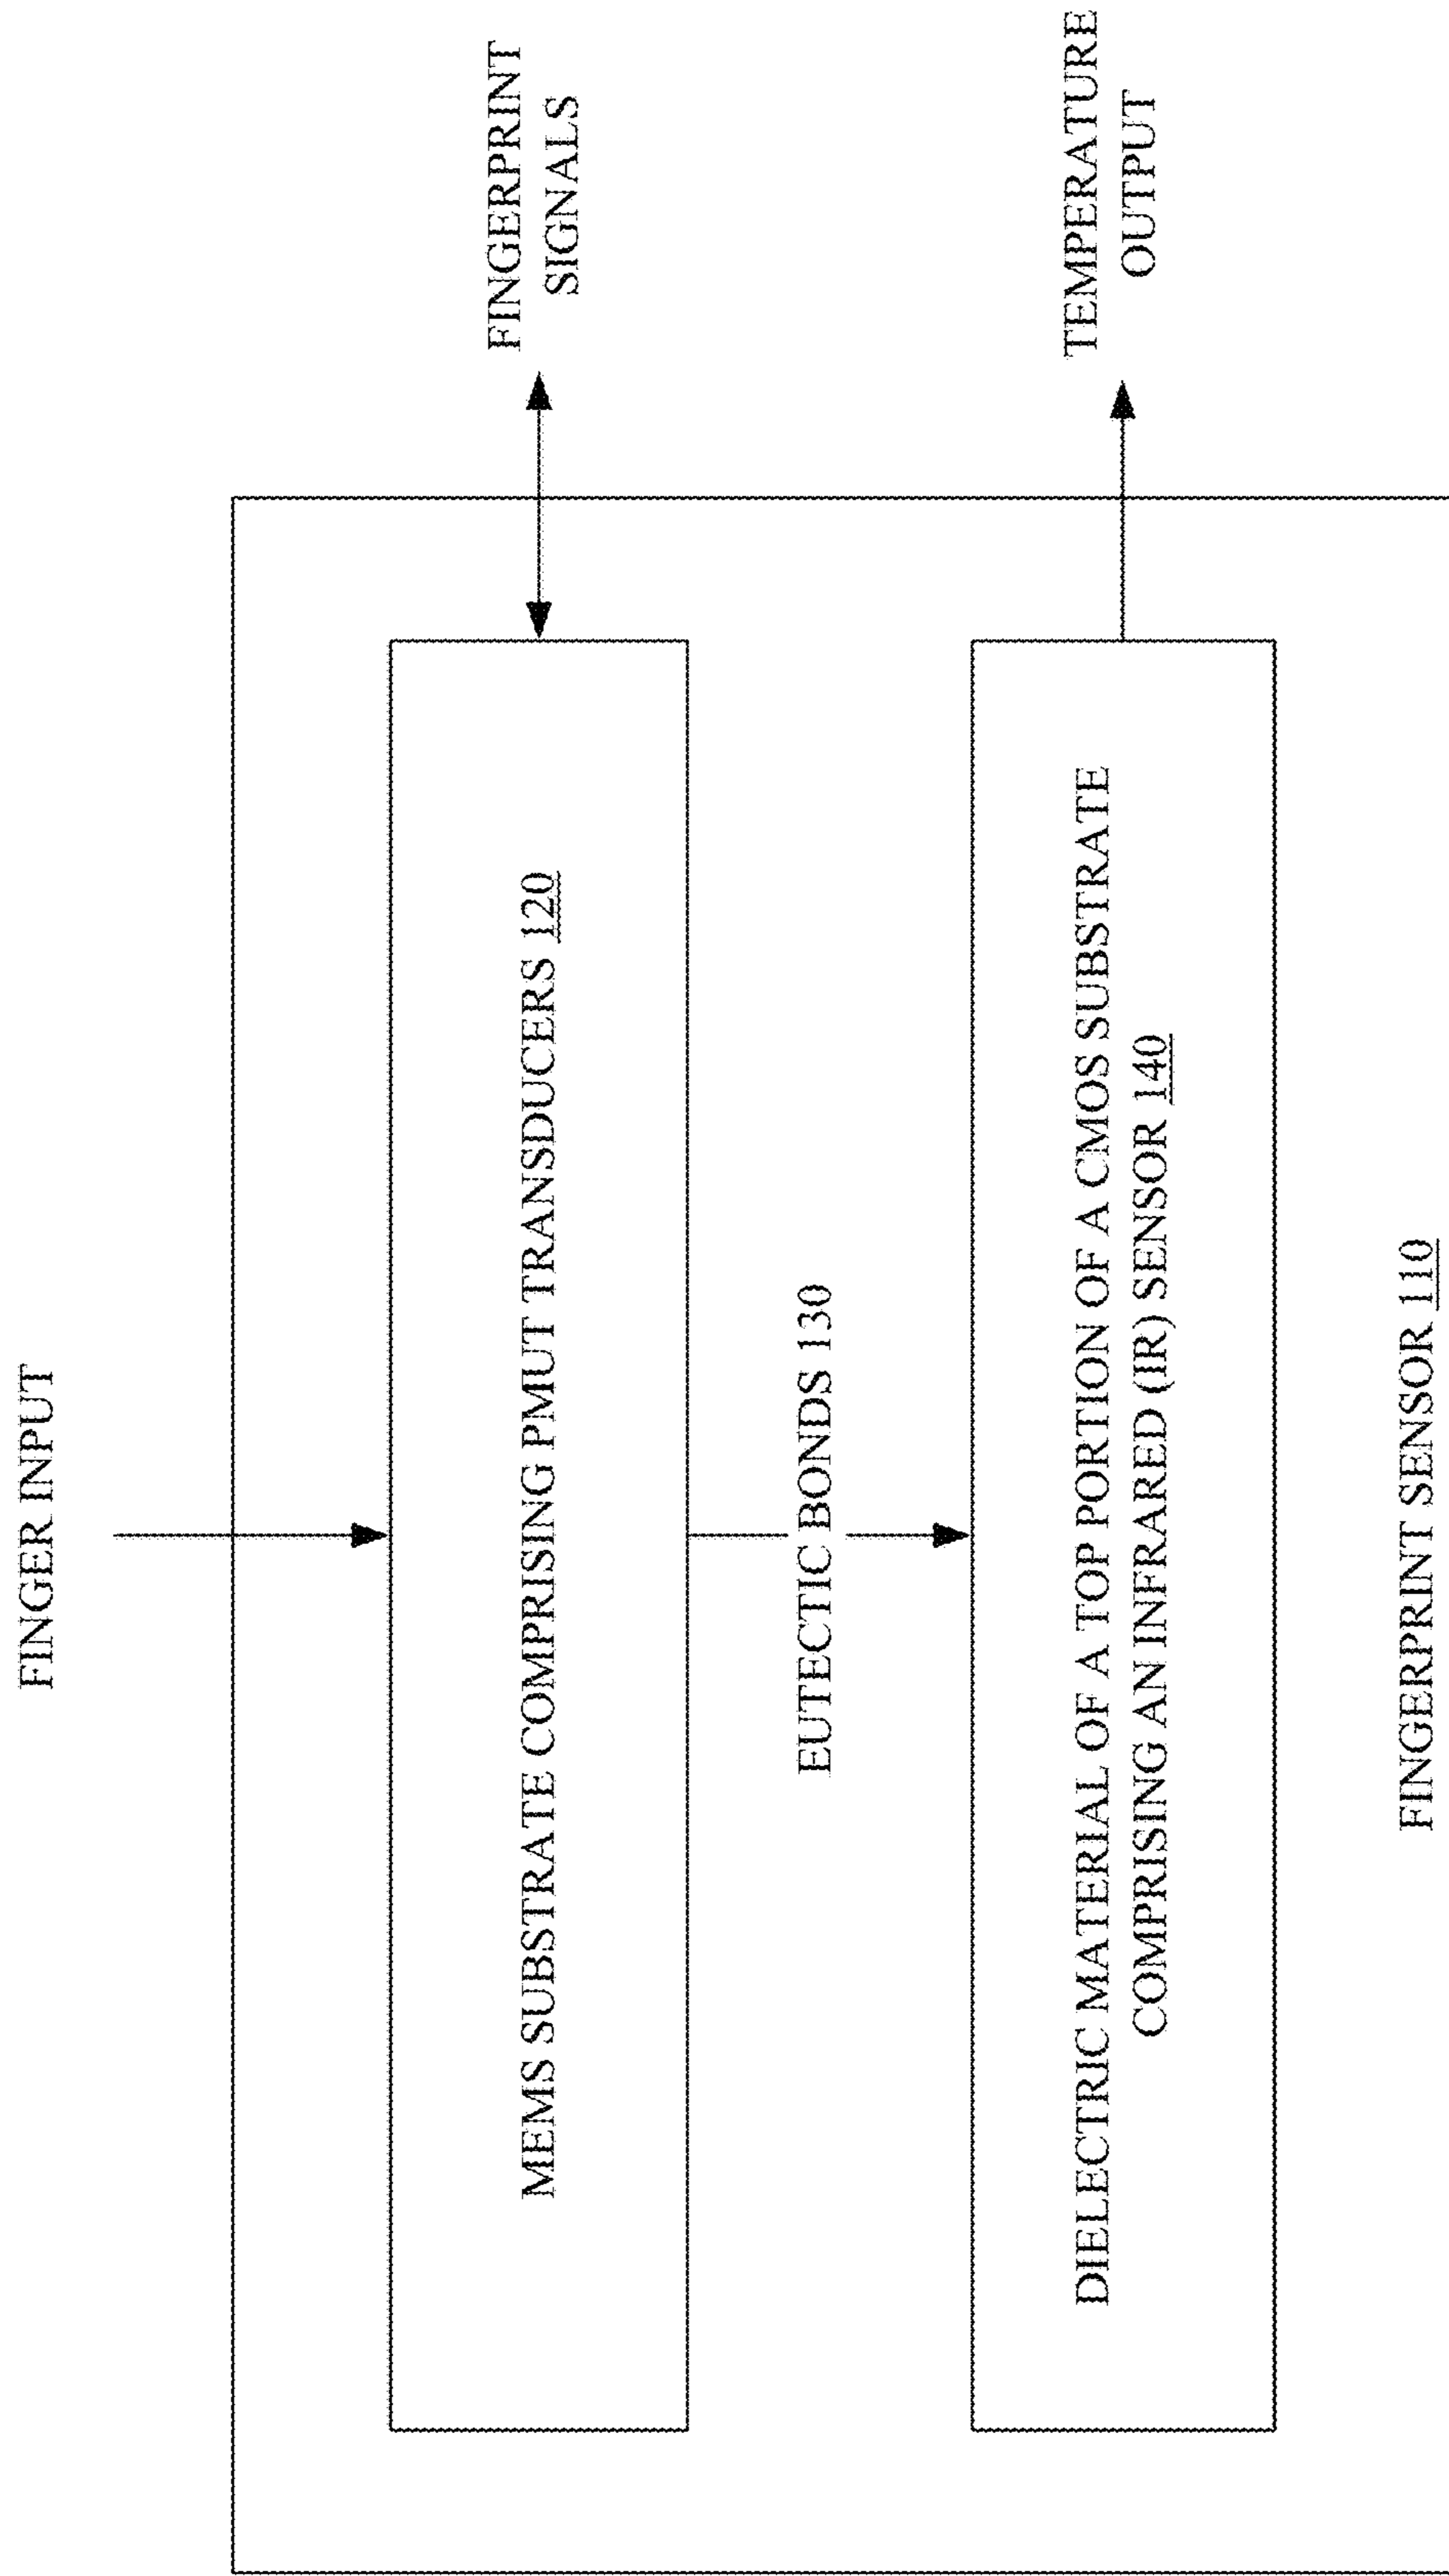 FINGER INPUT
FINGERPRINT
SIGNALS
MEMS SUBSTRATE COMPRISING PMUT TRANSDUCERS 120
EUTECTIC BONDS 130
TEMPERATURE
OUTPUT
DIELECTRIC MATERIAL OF A TOP PORTION OF A CMOS SUBSTRATE
COMPRISING AN INFRARED (IR) SENSOR 140
FINGERPRINT SENSOR 110